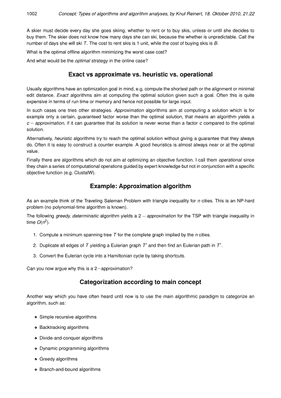 1002 Concept: Types of algorithms and algorithm analyses, by Knut Reinert, 18. Oktober 2010, 21:22
A skier must decide every day she goes skiing, whether to rent or to buy skis, unless or until she decides to
buy them. The skier does not know how many days she can ski, because the whether is unpredictable. Call the
number of days she will ski T. The cost to rent skis is 1 unit, while the cost of buying skis is B.
What is the optimal offline algorithm minimizing the worst case cost?
And what would be the optimal strategy in the online case?
Exact vs approximate vs. heuristic vs. operational
Usually algorithms have an optimization goal in mind, e.g. compute the shortest path or the alignment or minimal
edit distance. Exact algorithms aim at computing the optimal solution given such a goal. Often this is quite
expensive in terms of run time or memory and hence not possible for large input.
In such cases one tries other strategies. Approximation algorithms aim at computing a solution which is for
example only a certain, guaranteed factor worse than the optimal solution, that means an algorithm yields a
c – approximation, if it can guarantee that its solution is never worse than a factor c compared to the optimal
solution.
Alternatively, heuristic algorithms try to reach the optimal solution without giving a guarantee that they always
do. Often it is easy to construct a counter example. A good heuristics is almost always near or at the optimal
value.
Finally there are algorithms which do not aim at optimizing an objective function. I call them operational since
they chain a series of computational operations guided by expert knowledge but not in conjunction with a specific
objective function (e.g. ClustalW).
Example: Approximation algorithm
As an example think of the Traveling Saleman Problem with triangle inequality for n cities. This is an NP-hard
problem (no polynomial-time algorithm is known).
The following greedy, deterministic algorithm yields a 2 – approximation for the TSP with triangle inequality in
time O(n²).
1. Compute a minimum spanning tree T for the complete graph implied by the n cities.
2. Duplicate all edges of T yielding a Eulerian graph T' and then find an Eulerian path in T'.
3. Convert the Eulerian cycle into a Hamiltonian cycle by taking shortcuts.
Can you now argue why this is a 2 - approximation?
Categorization according to main concept
Another way which you have often heard until now is to use the main algorithmic paradigm to categorize an
algorithm, such as:
• Simple recursive algorithms
• Backtracking algorithms
• Divide-and-conquer algorithms
• Dynamic programming algorithms
• Greedy algorithms
• Branch-and-bound algorithms